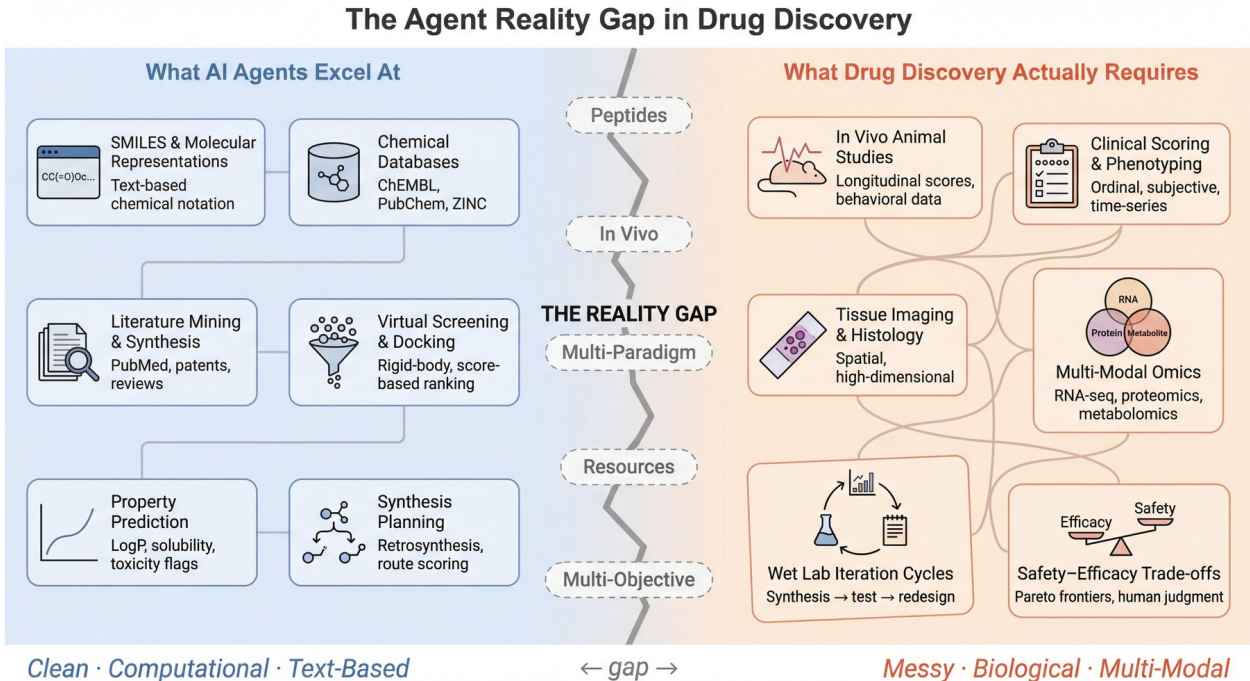 The Agent Reality Gap in Drug Discovery
What AI Agents Excel At
CC(=O)Oc...
SMILES & Molecular
Representations
Text-based
chemical notation
Chemical
Databases
ChEMBL,
PubChem, ZINC
Literature Mining
& Synthesis
PubMed, patents,
reviews
Virtual Screening
& Docking
Rigid-body, score-
based ranking
Property
Prediction
LogP, solubility,
toxicity flags
Synthesis
Planning
Retrosynthesis,
route scoring
Peptides
In Vivo
THE REALITY GAP
Multi-Paradigm
Resources
Multi-Objective
What Drug Discovery Actually Requires
In Vivo Animal
Studies
Longitudinal scores,
behavioral data
Clinical Scoring
& Phenotyping
Ordinal, subjective,
time-series
Tissue Imaging
& Histology
Spatial,
high-dimensional
RNA
Protein
Metabolite
Multi-Modal Omics
RNA-seq, proteomics,
metabolomics
Wet Lab Iteration Cycles
Synthesis → test → redesign
Efficacy
Safety
Safety–Efficacy Trade-offs
Pareto frontiers, human judgment
Clean · Computational · Text-Based
← gap →
Messy · Biological · Multi-Modal